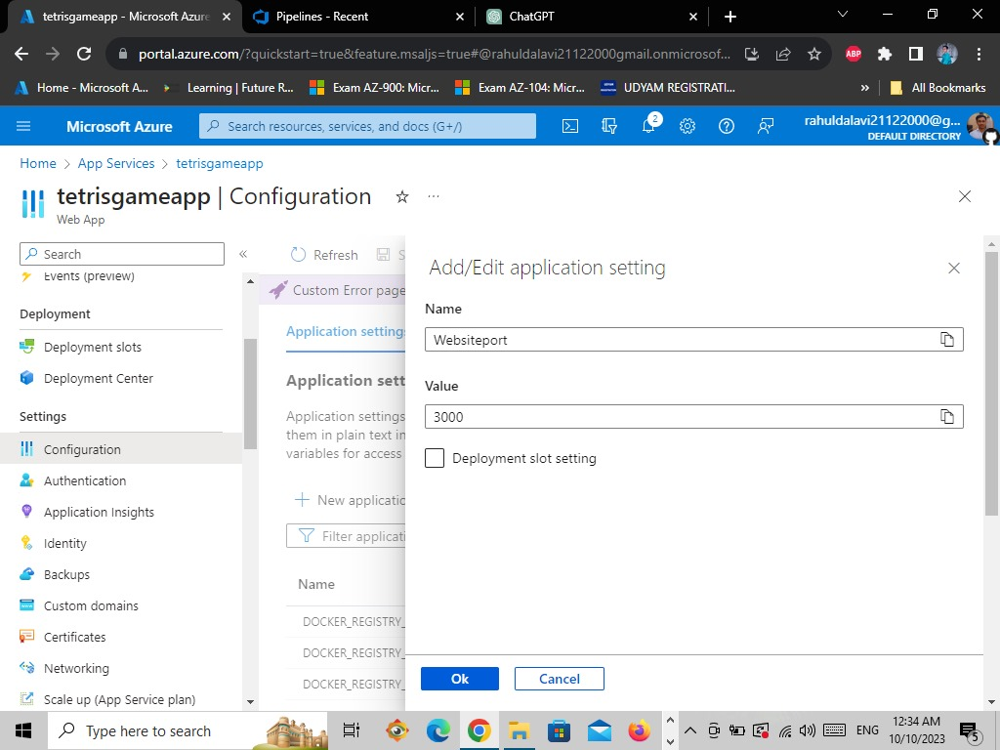 tetrisgameapp - Microsoft Azure
Pipelines - Recent
ChatGPT
portal.azure.com/?quickstart=true&feature.msaljs=true#@rahuldalavi21122000gmail.onmicrosof...
ABP
Home - Microsoft A...
Learning | Future R...
Exam AZ-900: Micr...
Exam AZ-104: Micr...
UDYAM REGISTRATI...
»
All Bookmarks
Microsoft Azure
Search resources, services, and docs (G+/)
2
rahuldalavi21122000@g...
DEFAULT DIRECTORY
Home > App Services > tetrisgameapp
tetrisgameapp | Configuration
Web App
Search
«
Events (preview)
Deployment
Deployment slots
Deployment Center
Settings
Configuration
Authentication
Application Insights
Identity
Backups
Custom domains
Certificates
Networking
Scale up (App Service plan)
Refresh
S
Custom Error page
Application settings
Application sett
Application settings
them in plain text in
variables for access
New applicatio
Filter applicati
Name
DOCKER_REGISTRY_
DOCKER_REGISTRY_
DOCKER_REGISTRY_
Add/Edit application setting
Name
Websiteport
Value
3000
Deployment slot setting
Ok
Cancel
Type here to search
ENG
12:34 AM
10/10/2023
5